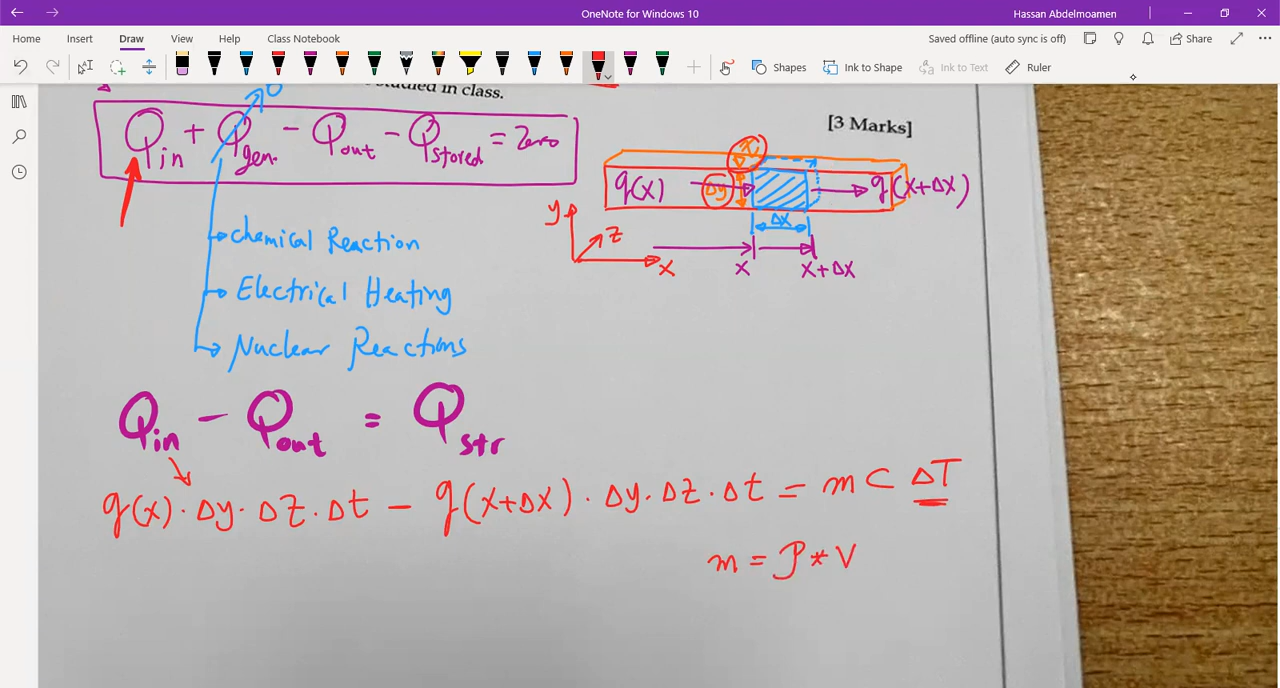 OneNote for Windows 10
Hassan Abdelmoamen
Home Insert Draw View Help Class Notebook
Saved offline (auto sync is off) Share
Shapes Ink to Shape Ink to Text Ruler
studied in class.
[3 Marks]
Qin + Qgen. - Qout - Qstored = Zero
0
Chemical Reaction
Electrical Heating
Nuclear Reactions
q(x) Δy q(x+Δx)
Δx
y z x
x x+Δx
Qin - Qout = Qstr
q(x) · Δy · Δz · Δt - q(x+Δx) · Δy · Δz · Δt = m C ΔT
m = ρ * V